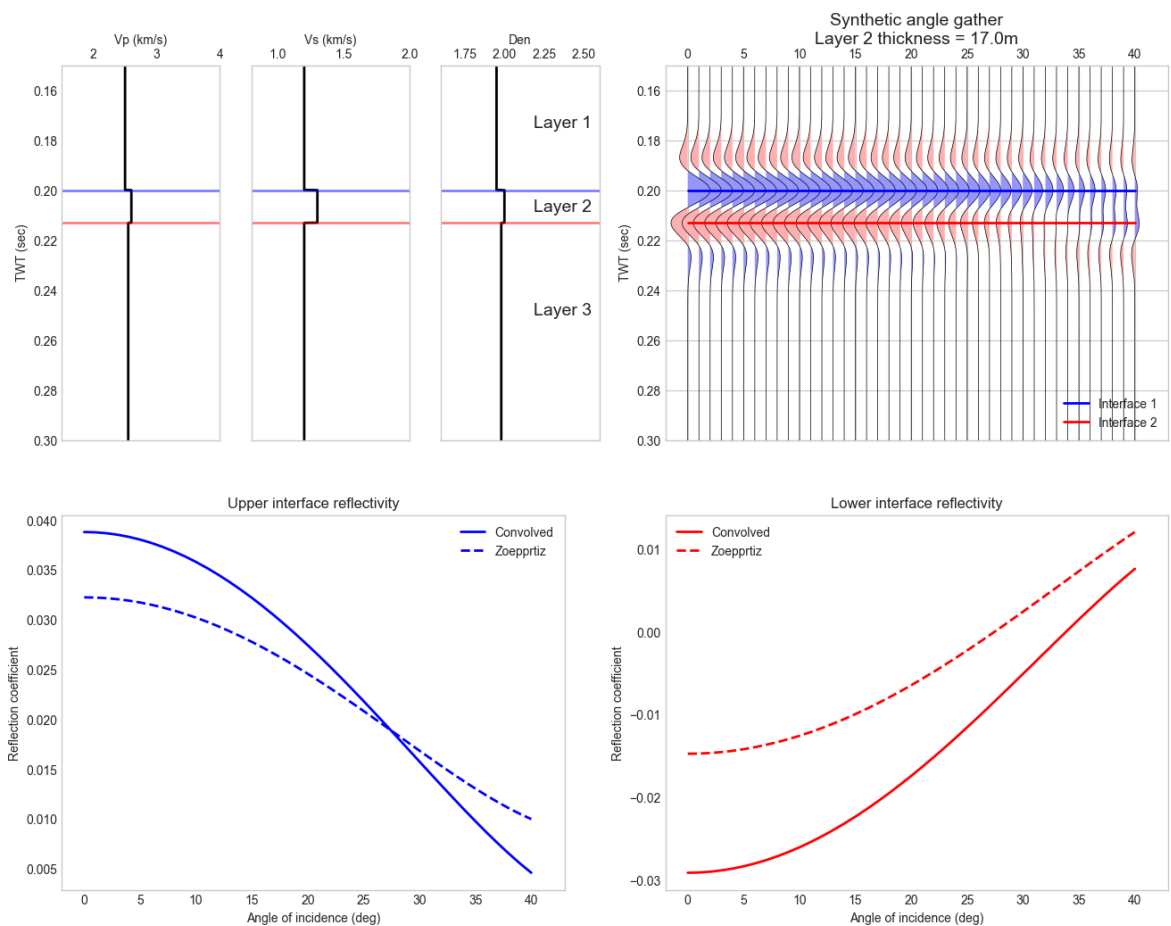 Vp (km/s)
2 3 4
Vs (km/s)
1.0 1.5 2.0
Den
1.75 2.00 2.25 2.50
TWT (sec)
0.16
0.18
0.20
0.22
0.24
0.26
0.28
0.30
Layer 1
Layer 2
Layer 3
Synthetic angle gather
Layer 2 thickness = 17.0m
0 5 10 15 20 25 30 35 40
TWT (sec)
0.16
0.18
0.20
0.22
0.24
0.26
0.28
0.30
Interface 1
Interface 2
Upper interface reflectivity
Reflection coefficient
0.040
0.035
0.030
0.025
0.020
0.015
0.010
0.005
Convolved
Zoepprtiz
0 5 10 15 20 25 30 35 40
Angle of incidence (deg)
Lower interface reflectivity
Reflection coefficient
0.01
0.00
−0.01
−0.02
−0.03
Convolved
Zoepprtiz
0 5 10 15 20 25 30 35 40
Angle of incidence (deg)